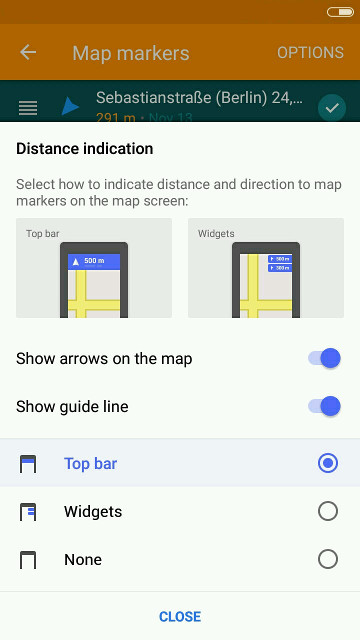 Map markers
OPTIONS
Sebastianstraße (Berlin) 24,...
291 m • Nov 13
Distance indication
Select how to indicate distance and direction to map
markers on the map screen:
Top bar
500 m
Widgets
500 m
300 m
Show arrows on the map
Show guide line
Top bar
Widgets
None
CLOSE